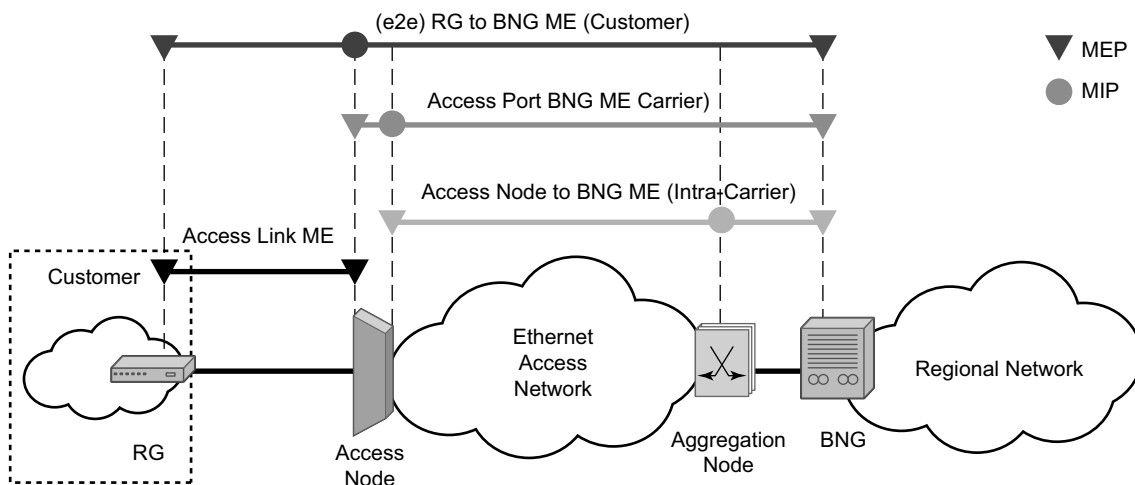 (e2e) RG to BNG ME (Customer)
MEP
MIP
Access Port BNG ME Carrier)
Access Node to BNG ME (Intra-Carrier)
Access Link ME
Customer
Ethernet
Access
Network
Regional Network
RG
Access
Node
Aggregation
Node
BNG